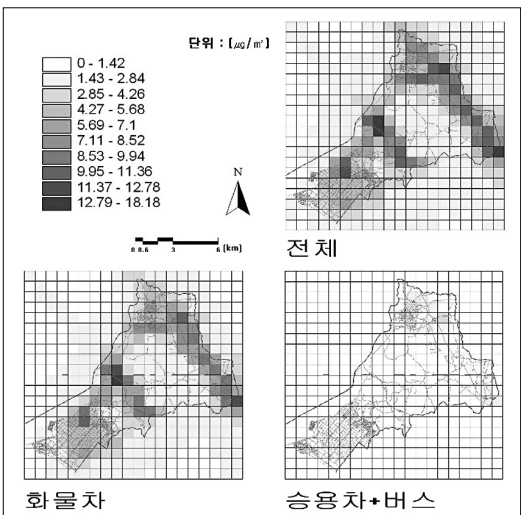 단위 : [㎍/㎥]
0 - 1.42
1.43 - 2.84
2.85 - 4.26
4.27 - 5.68
5.69 - 7.1
7.11 - 8.52
8.53 - 9.94
9.95 - 11.36
11.37 - 12.78
12.79 - 18.18
N
0 0.6 3 6 [km]
전체
화물차
승용차+버스